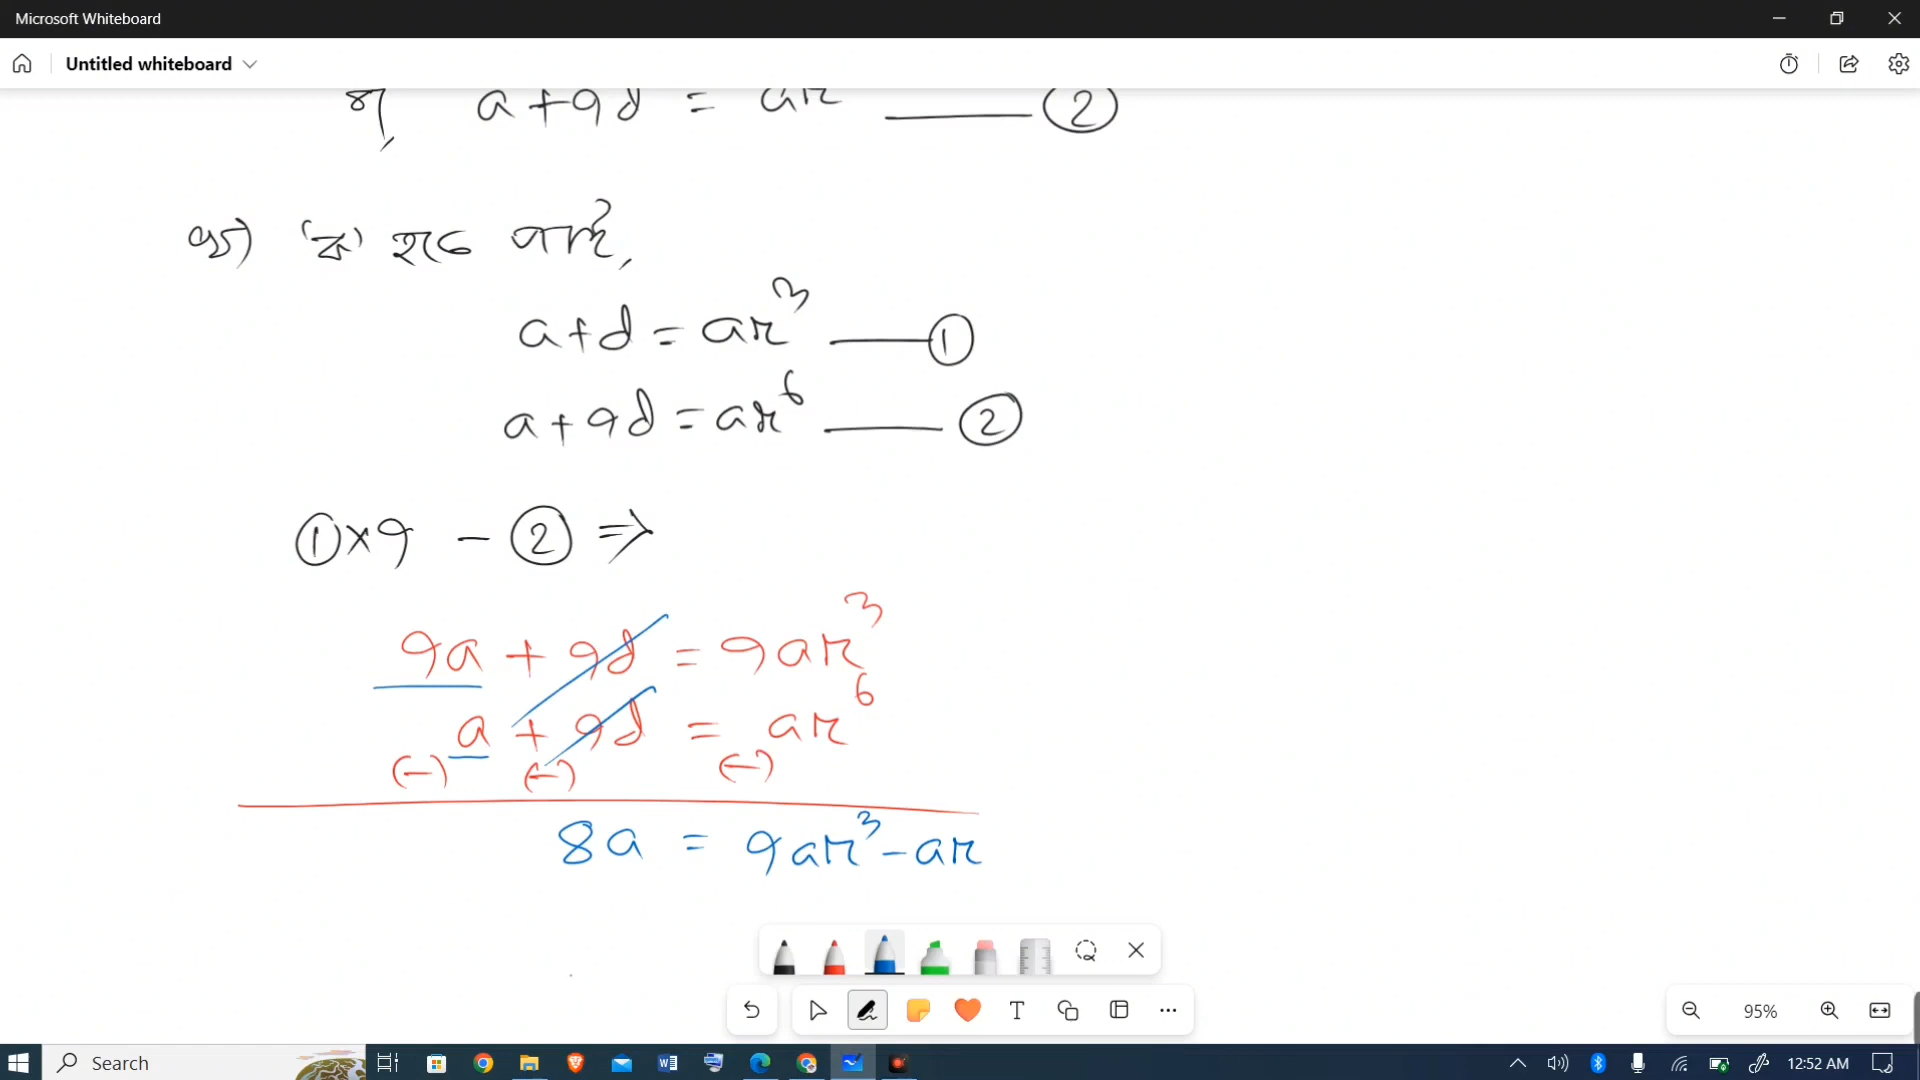 Microsoft Whiteboard
Untitled whiteboard
বা, a+9d = ar ——— ②
খ) 'ক' হতে পাই,
a+d = ar³ ——— ①
a+9d = ar⁶ ——— ②
①×9 - ② ⇒
9a + 9d = 9ar³
a + 9d = ar⁶
(-) (-) (-)
8a = 9ar³ - ar
95%
Search
12:52 AM